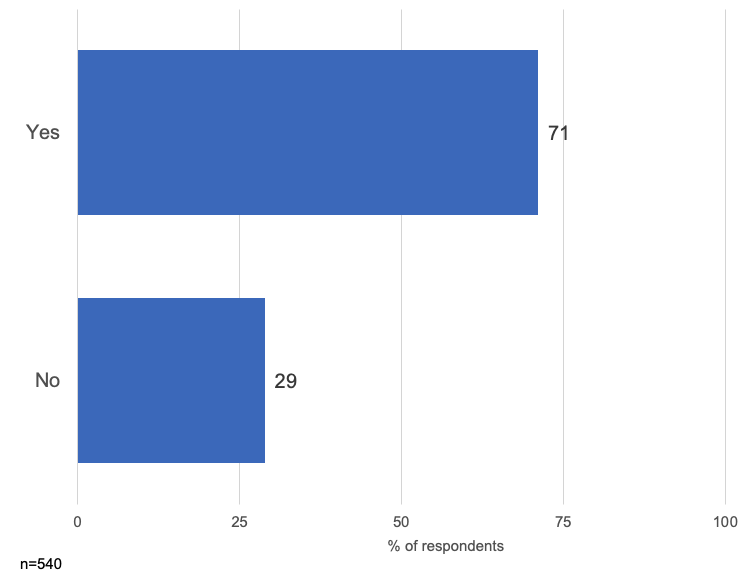 Yes
71
No
29
0 25 50 75 100
% of respondents
n=540